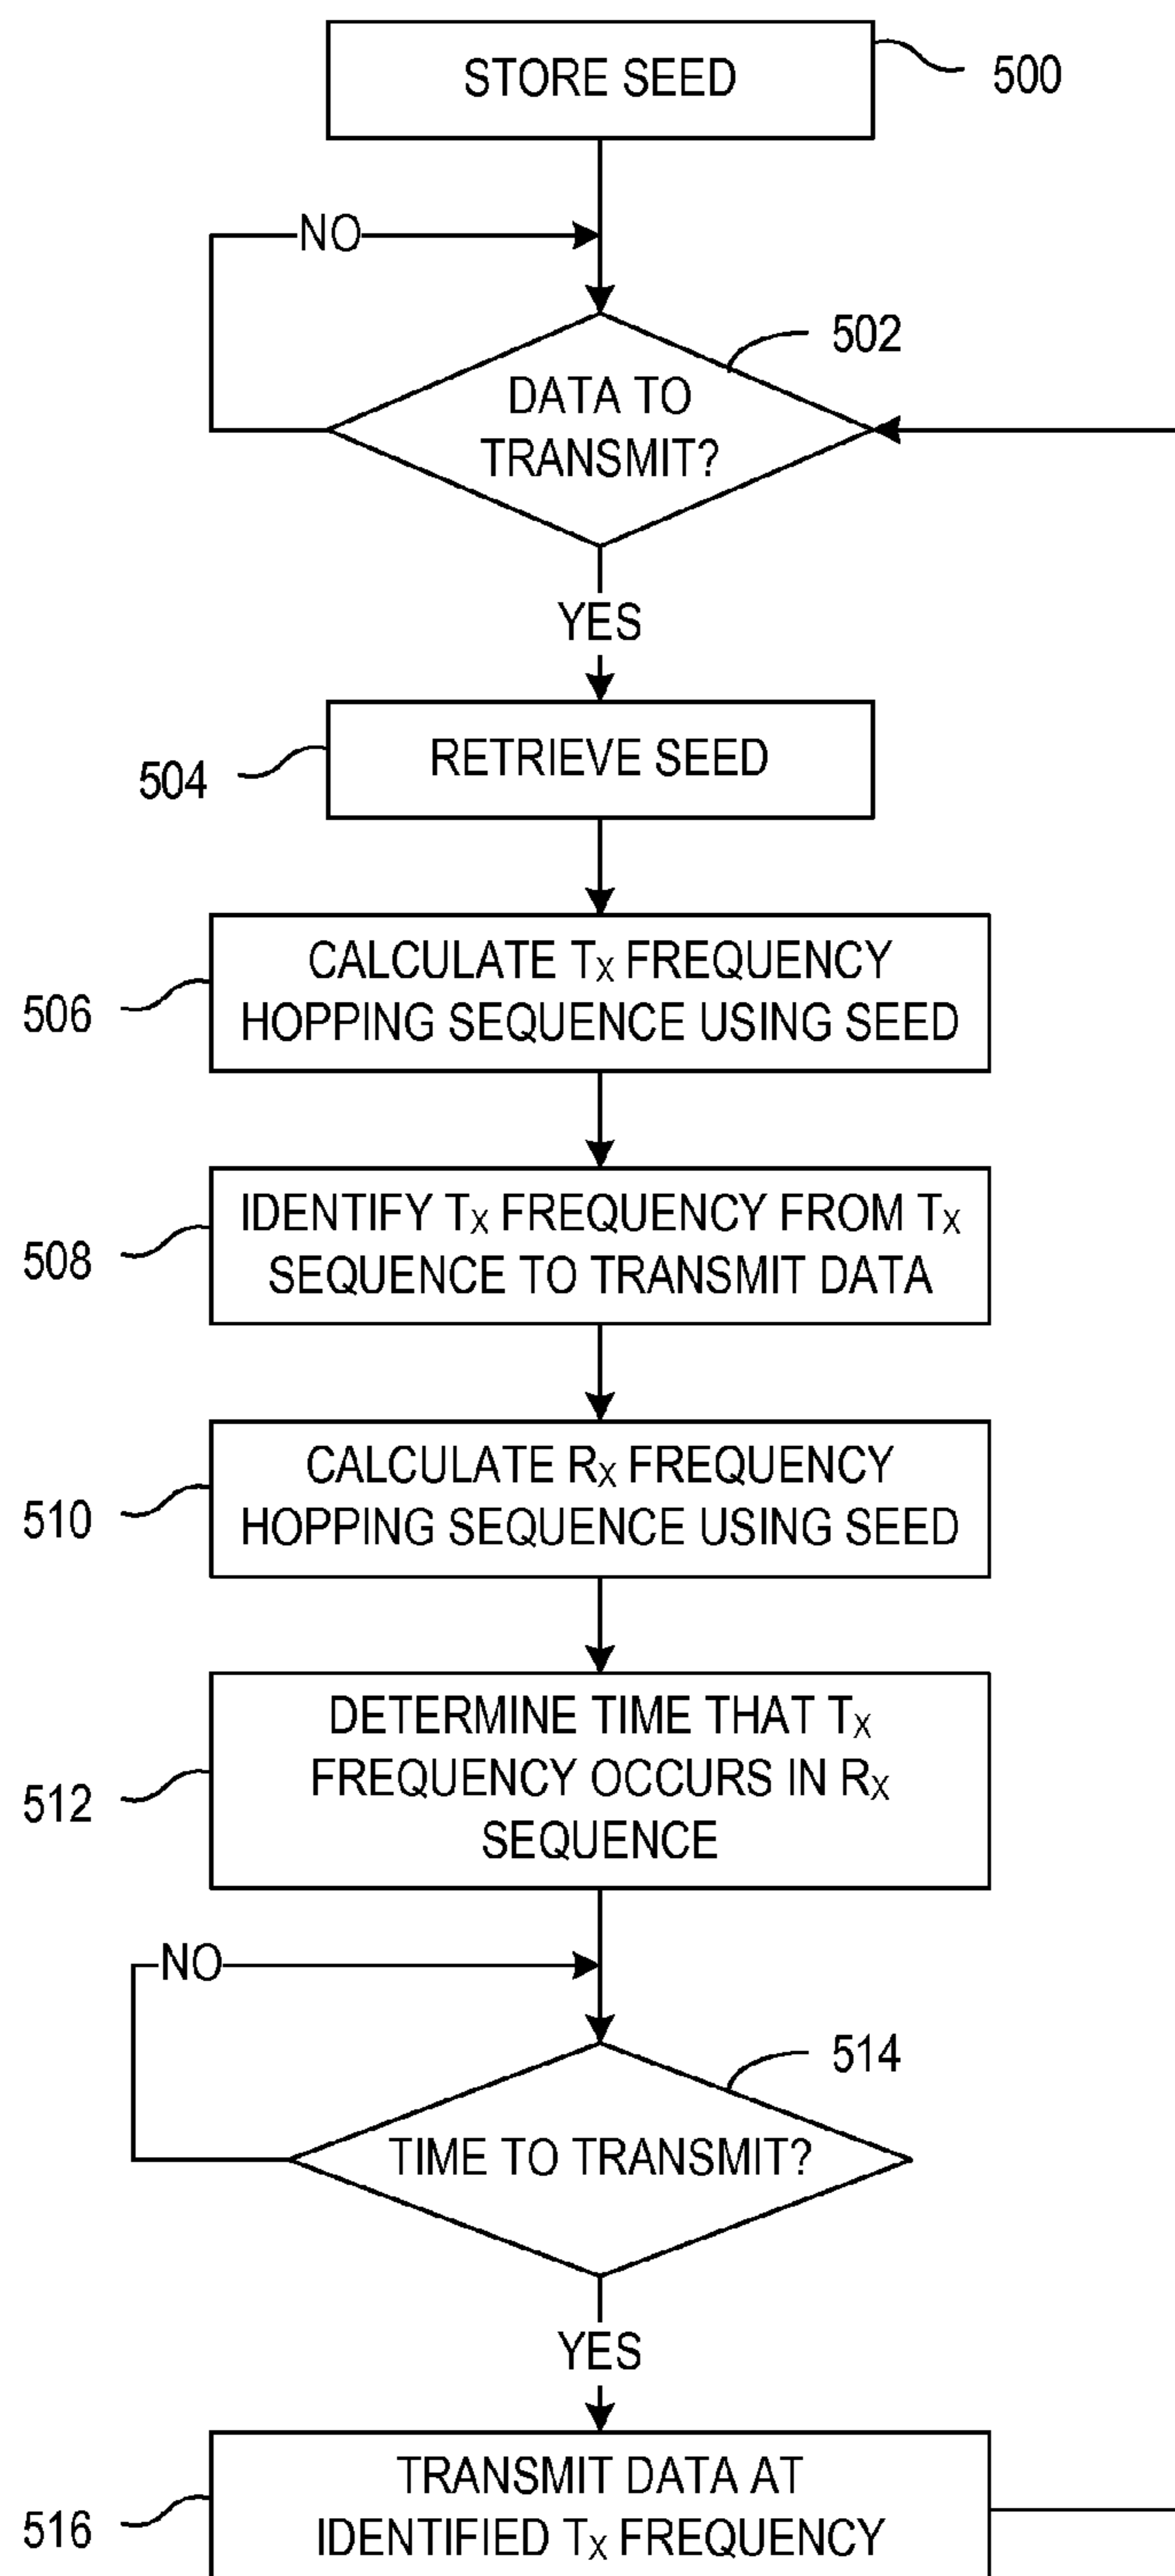 STORE SEED
500
NO
502
DATA TO
TRANSMIT?
YES
RETRIEVE SEED
504
CALCULATE TX FREQUENCY
HOPPING SEQUENCE USING SEED
506
IDENTIFY TX FREQUENCY FROM TX
SEQUENCE TO TRANSMIT DATA
508
CALCULATE RX FREQUENCY
HOPPING SEQUENCE USING SEED
510
DETERMINE TIME THAT TX
FREQUENCY OCCURS IN RX
SEQUENCE
512
NO
514
TIME TO TRANSMIT?
YES
TRANSMIT DATA AT
IDENTIFIED TX FREQUENCY
516